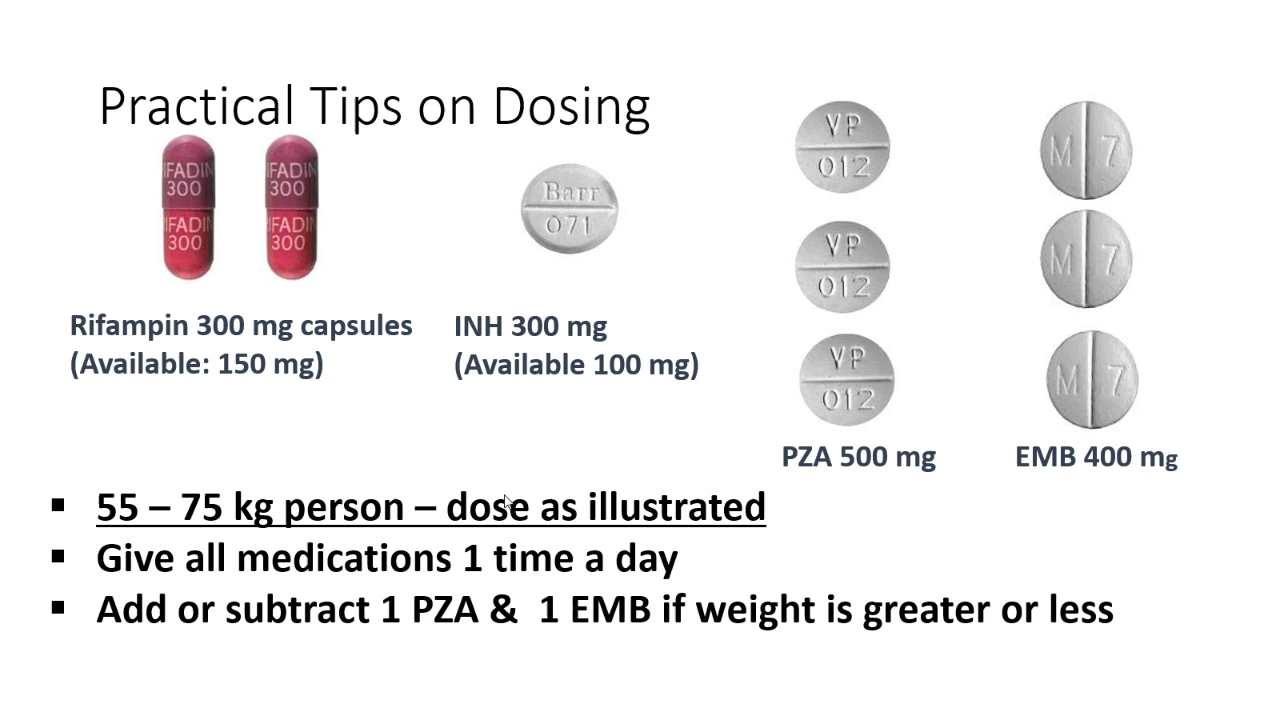 Practical Tips on Dosing
IFADIN
300
IFADIN
300
IFADIN
300
IFADIN
300
Barr
071
VP
012
VP
012
VP
012
M 7
M 7
M 7
Rifampin 300 mg capsules
(Available: 150 mg)
INH 300 mg
(Available 100 mg)
PZA 500 mg
EMB 400 mg
▪ 55 – 75 kg person – dose as illustrated
▪ Give all medications 1 time a day
▪ Add or subtract 1 PZA & 1 EMB if weight is greater or less